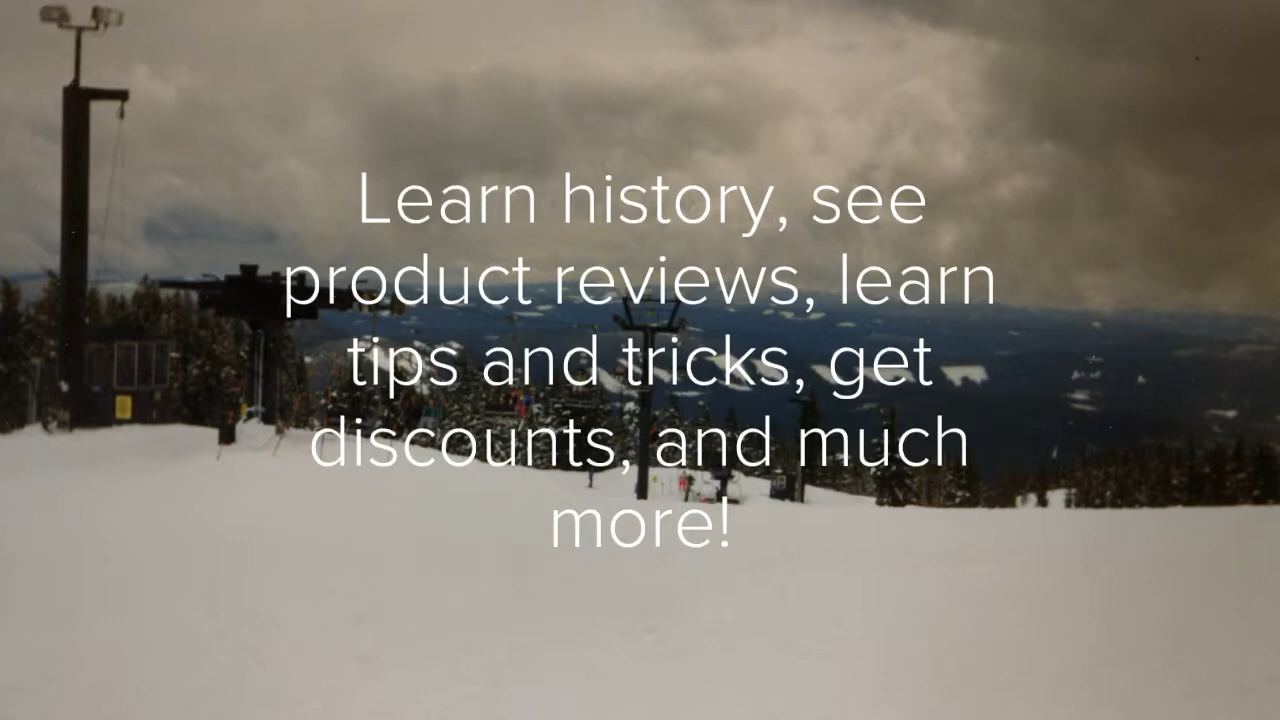 Learn history, see
product reviews, learn
tips and tricks, get
discounts, and much
more!